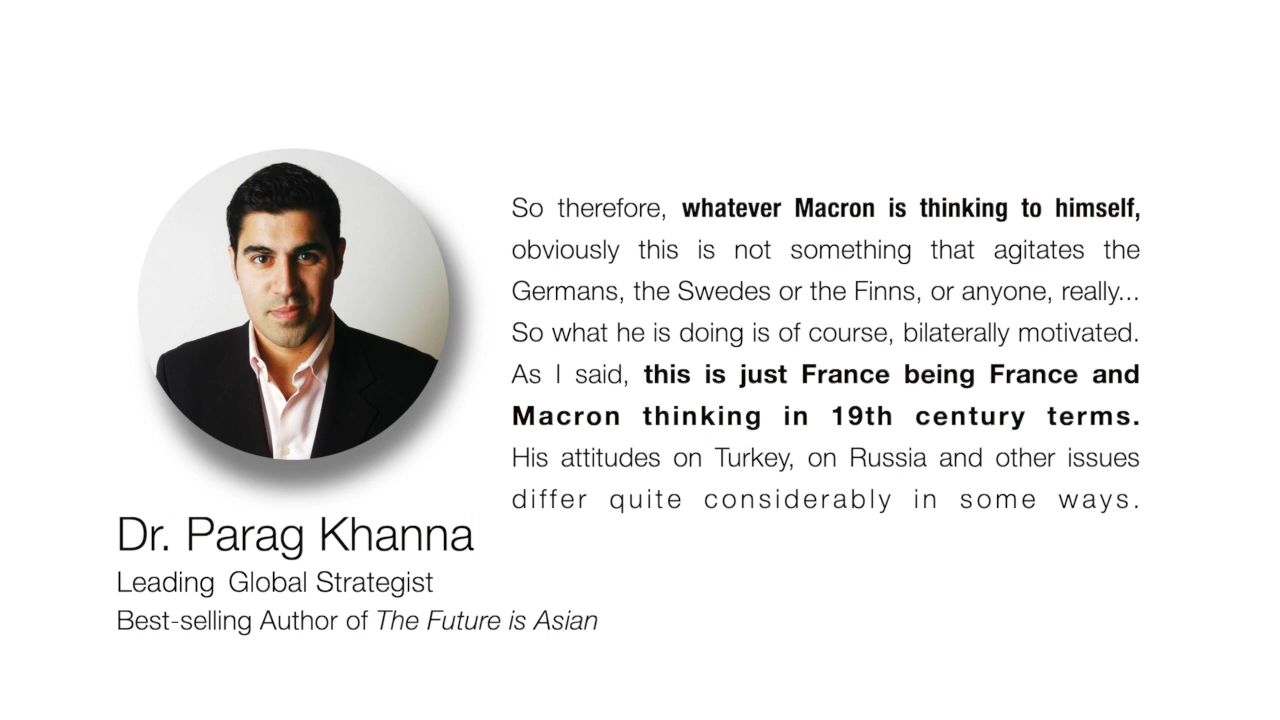 So therefore, whatever Macron is thinking to himself,
obviously this is not something that agitates the
Germans, the Swedes or the Finns, or anyone, really...
So what he is doing is of course, bilaterally motivated.
As I said, this is just France being France and
Macron thinking in 19th century terms.
His attitudes on Turkey, on Russia and other issues
differ quite considerably in some ways.
Dr. Parag Khanna
Leading Global Strategist
Best-selling Author of The Future is Asian